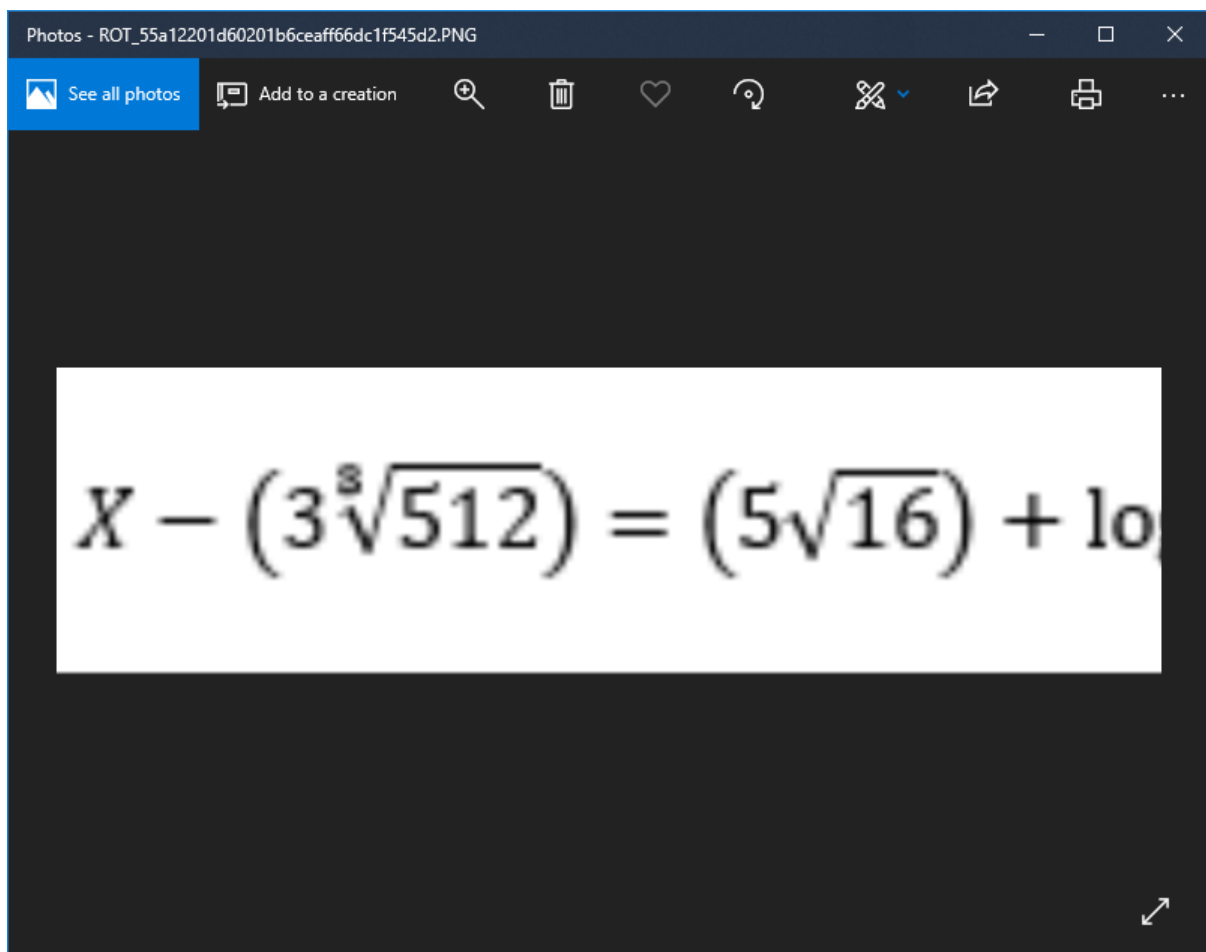 Photos - ROT_55a12201d60201b6ceaff66dc1f545d2.PNG
See all photos Add to a creation
X − (3∛512) = (5√16) + lo